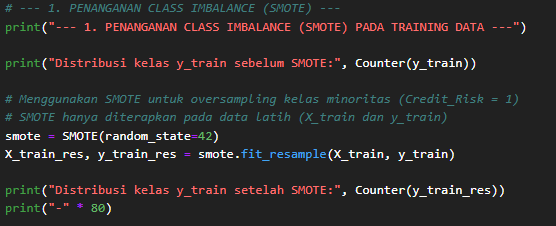 # --- 1. PENANGANAN CLASS IMBALANCE (SMOTE) ---
print("--- 1. PENANGANAN CLASS IMBALANCE (SMOTE) PADA TRAINING DATA ---")
print("Distribusi kelas y_train sebelum SMOTE:", Counter(y_train))
# Menggunakan SMOTE untuk oversampling kelas minoritas (Credit_Risk = 1)
# SMOTE hanya diterapkan pada data latih (X_train dan y_train)
smote = SMOTE(random_state=42)
X_train_res, y_train_res = smote.fit_resample(X_train, y_train)
print("Distribusi kelas y_train setelah SMOTE:", Counter(y_train_res))
print("-" * 80)